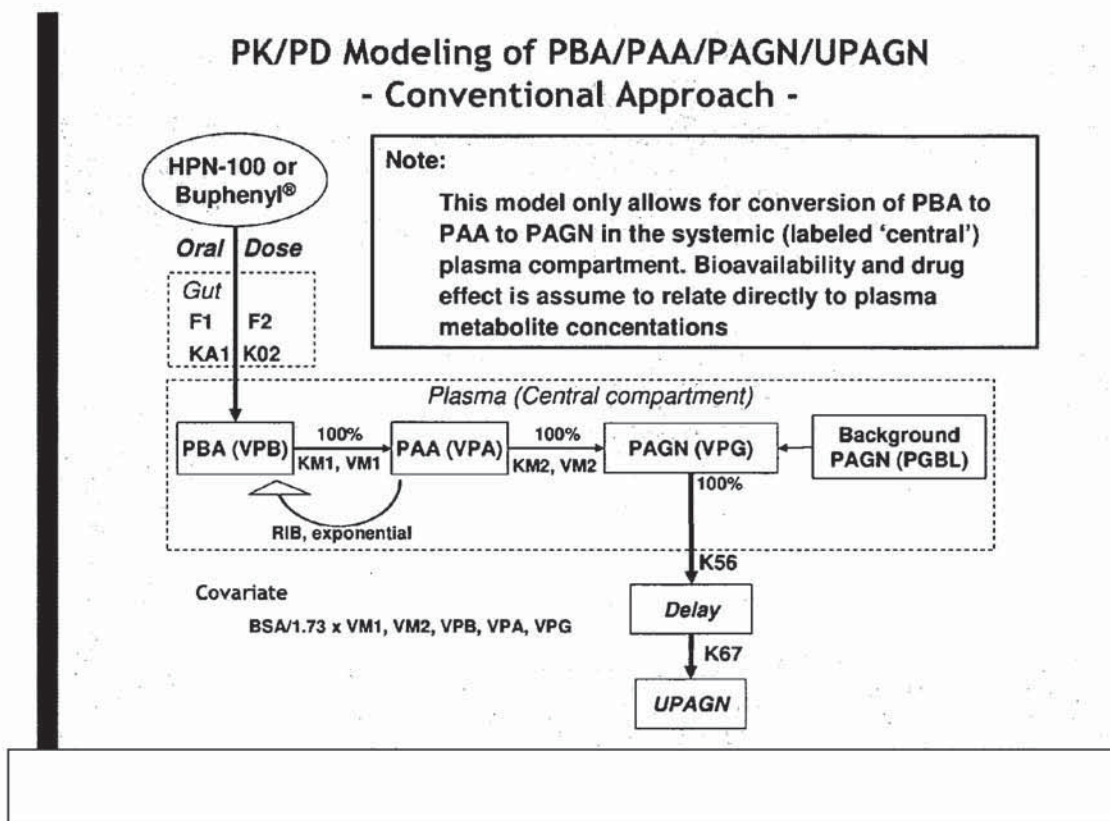 PK/PD Modeling of PBA/PAA/PAGN/UPAGN
- Conventional Approach -
HPN-100 or
Buphenyl®
Note:
This model only allows for conversion of PBA to
PAA to PAGN in the systemic (labeled 'central')
plasma compartment. Bioavailability and drug
effect is assume to relate directly to plasma
metabolite concentations
Oral Dose
Gut
F1 F2
KA1 K02
Plasma (Central compartment)
PBA (VPB)
100%
KM1, VM1
PAA (VPA)
100%
KM2, VM2
PAGN (VPG)
Background
PAGN (PGBL)
100%
RIB, exponential
K56
Covariate
BSA/1.73 x VM1, VM2, VPB, VPA, VPG
Delay
K67
UPAGN